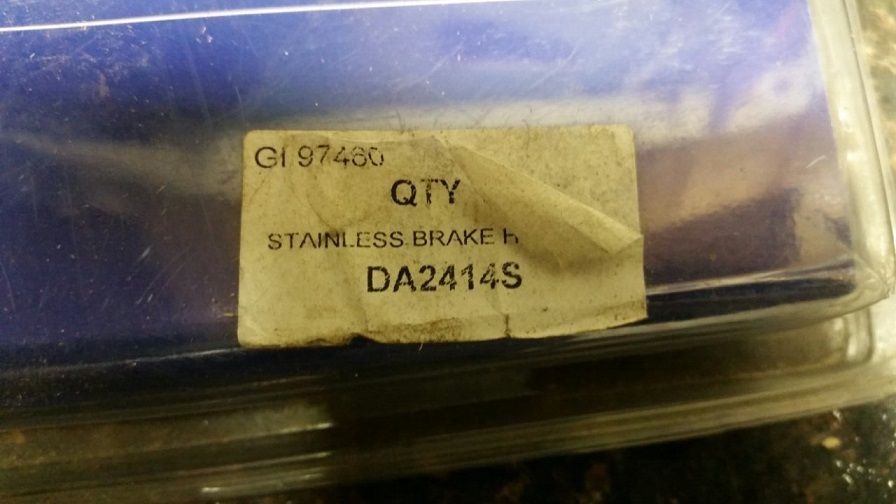 GI 97460
QTY
STAINLESS BRAKE H
DA2414S